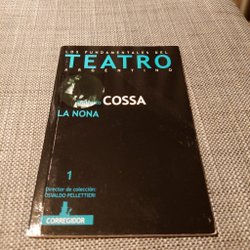 LOS FUNDAMENTALES DEL
TEATRO
ARGENTINO
COSSA
LA NONA
1
Director de colección:
OSVALDO PELLETTIERI
CORREGIDOR